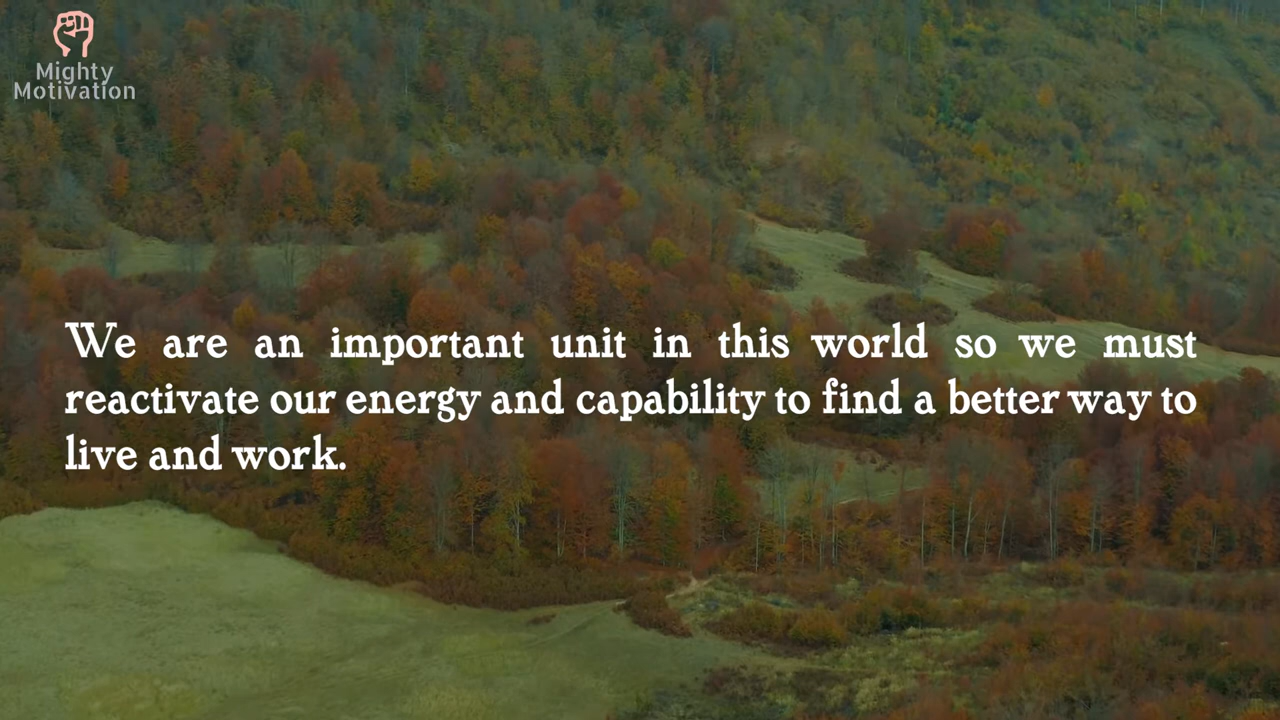 Mighty
Motivation
We are an important unit in this world so we must
reactivate our energy and capability to find a better way to
live and work.